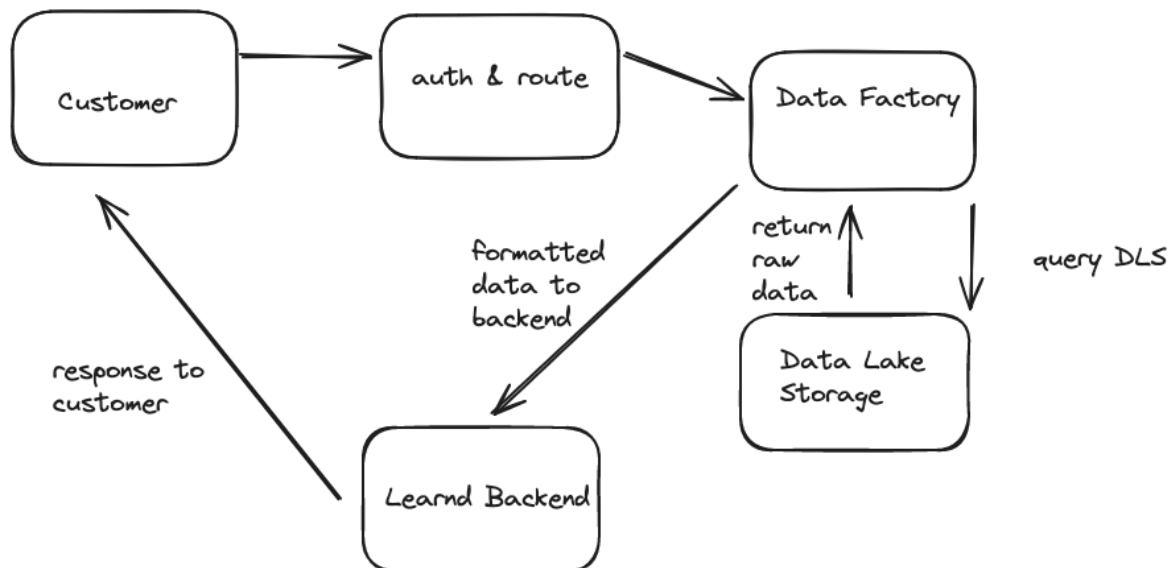 Customer
auth & route
Data Factory
return
raw
data
query DLS
formatted
data to
backend
Data Lake
Storage
response to
customer
Learnd Backend